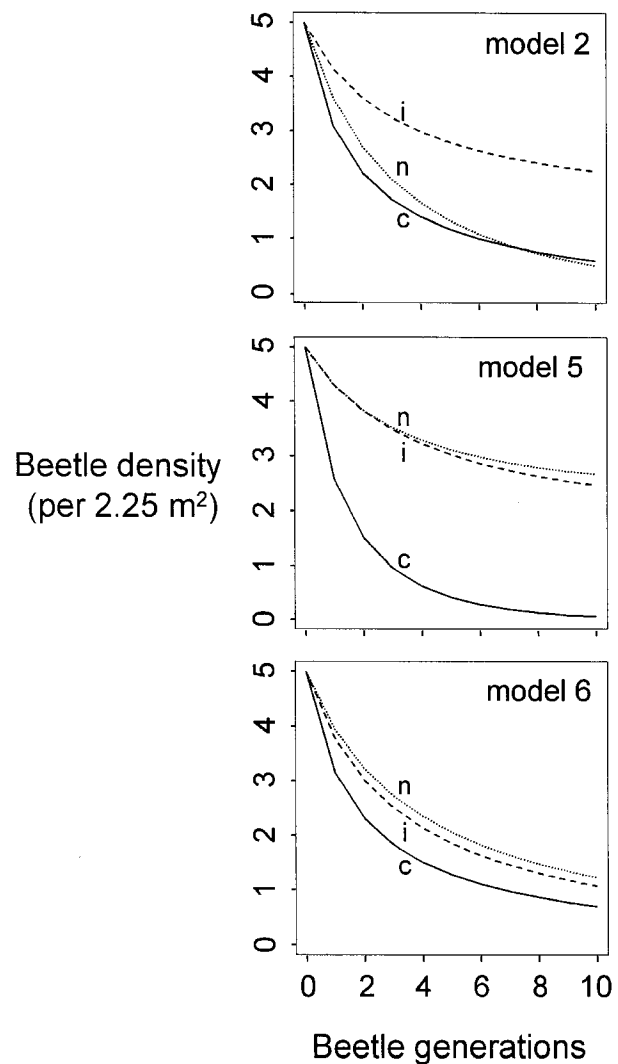 model 2
5
4
3
2
1
0
i
n
c
model 5
5
4
3
2
1
0
n
i
c
Beetle density
(per 2.25 m²)
model 6
5
4
3
2
1
0
n
i
c
0 2 4 6 8 10
Beetle generations